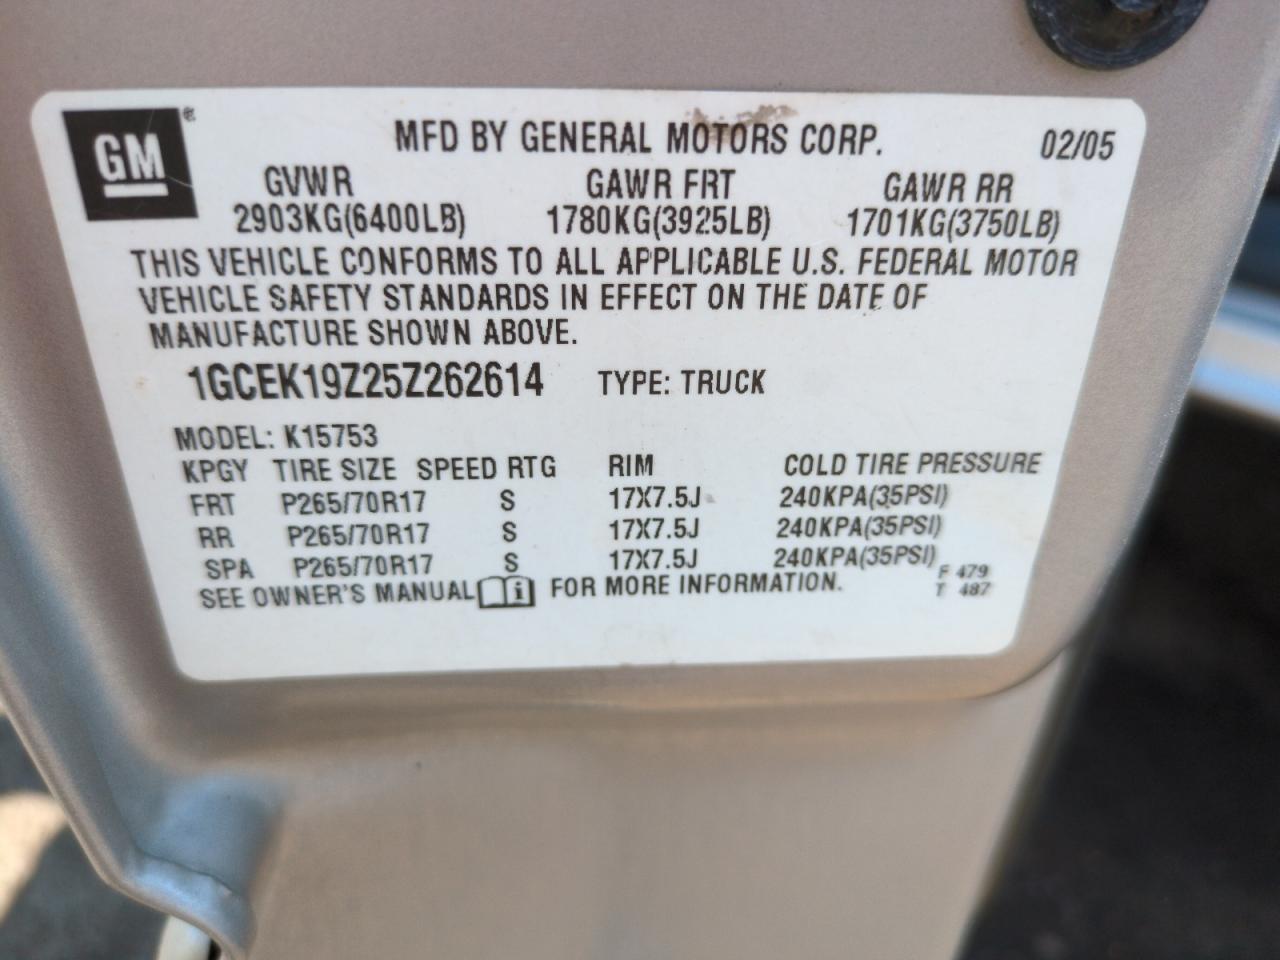 GM®
MFD BY GENERAL MOTORS CORP. 02/05
GVWR GAWR FRT GAWR RR
2903KG(6400LB) 1780KG(3925LB) 1701KG(3750LB)
THIS VEHICLE CONFORMS TO ALL APPLICABLE U.S. FEDERAL MOTOR
VEHICLE SAFETY STANDARDS IN EFFECT ON THE DATE OF
MANUFACTURE SHOWN ABOVE.
1GCEK19Z25Z262614 TYPE: TRUCK
MODEL: K15753
KPGY TIRE SIZE SPEED RTG RIM COLD TIRE PRESSURE
FRT P265/70R17 S 17X7.5J 240KPA(35PSI)
RR P265/70R17 S 17X7.5J 240KPA(35PSI)
SPA P265/70R17 S 17X7.5J 240KPA(35PSI)
SEE OWNER'S MANUAL i FOR MORE INFORMATION.
F 479
T 487